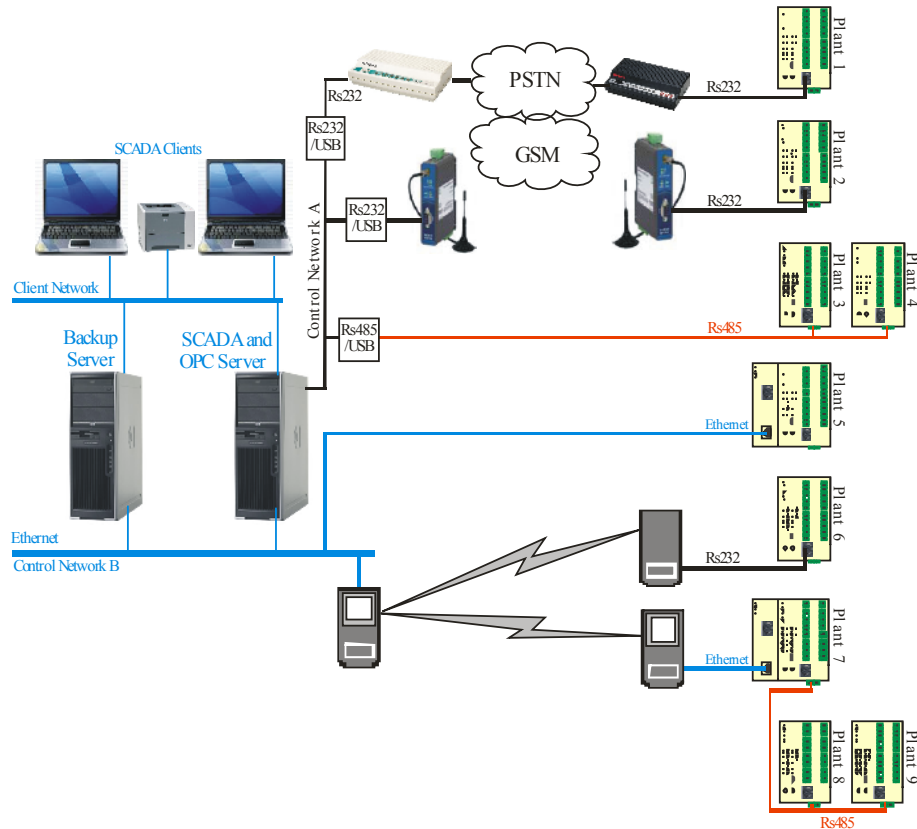 Plant 1
Rs232
PSTN
Rs232
Rs232
/USB
Plant 2
GSM
SCADA Clients
Rs232
Control Network A
Rs232
/USB
Plant 3
Plant 4
Client Network
Rs485
/USB
Rs485
Backup
Server
SCADA and
OPC Server
Plant 5
Ethernet
Plant 6
Ethernet
Rs232
Control Network B
Plant 7
Ethernet
Plant 8
Plant 9
Rs485